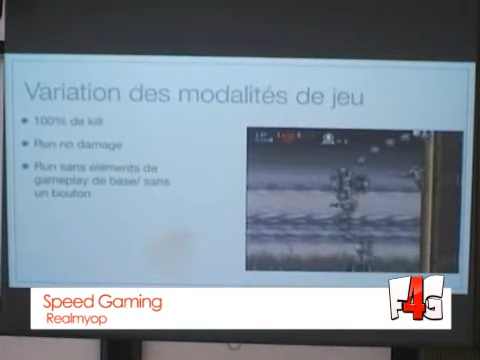 Variation des modalités de jeu
100% de kill
Run no damage
Run sans éléments de
gameplay de base/ sans
un bouton
Speed Gaming
Realmyop
F4G